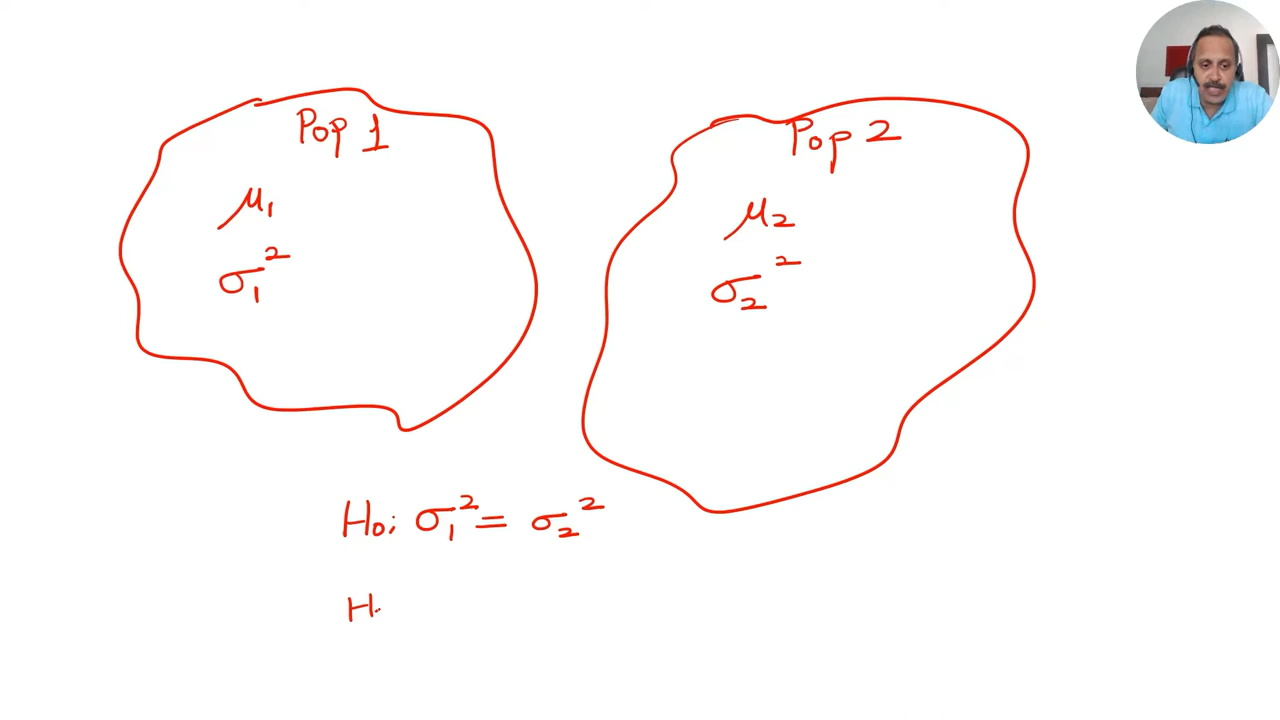 Pop 1
μ₁
σ₁²
Pop 2
μ₂
σ₂²
H₀; σ₁² = σ₂²
H